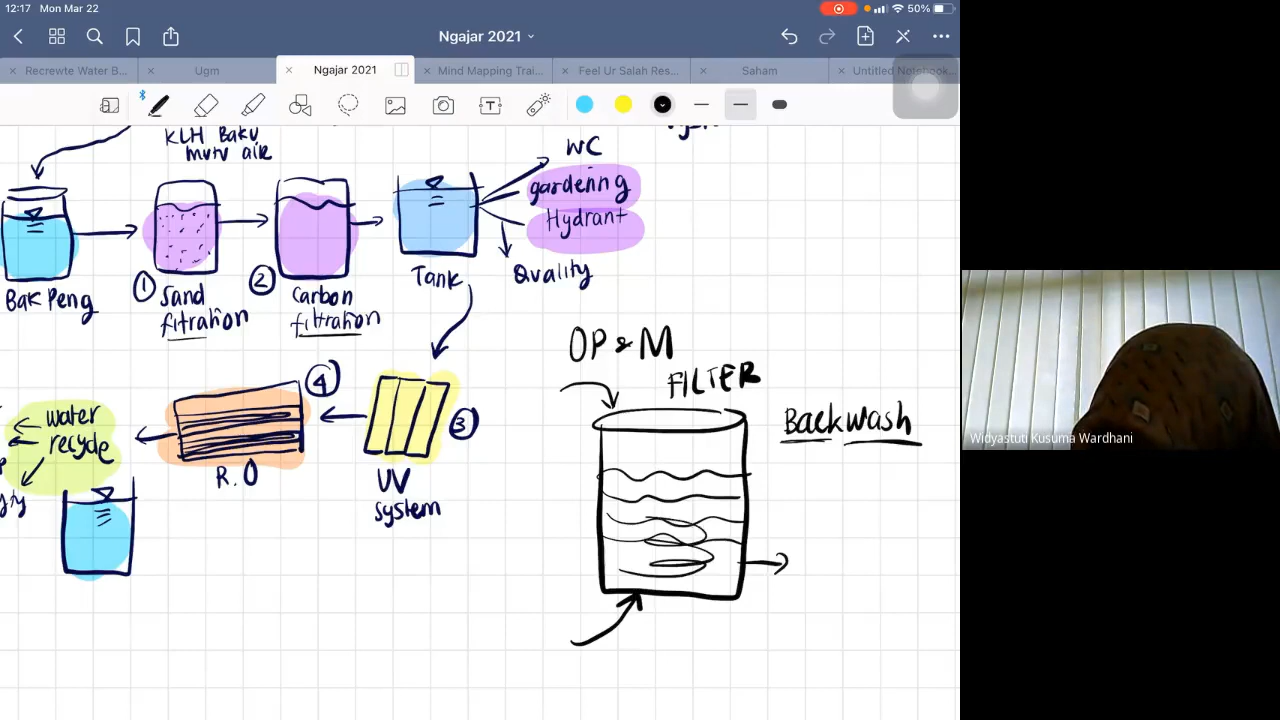 12:17 Mon Mar 22
50%
Ngajar 2021
Recrewte Water B...
Ugm
Ngajar 2021
Mind Mapping Trai...
Feel Ur Salah Res...
Saham
Untitled Notebook...
KLH Baku
mutu air
WC
gardening
Hydrant
Quality
Bak Peng
1
Sand
filtration
2
Carbon
filtration
Tank
OP & M
FILTER
Backwash
4
3
water
recycle
R.O
UV
system
Widyastuti Kusuma Wardhani